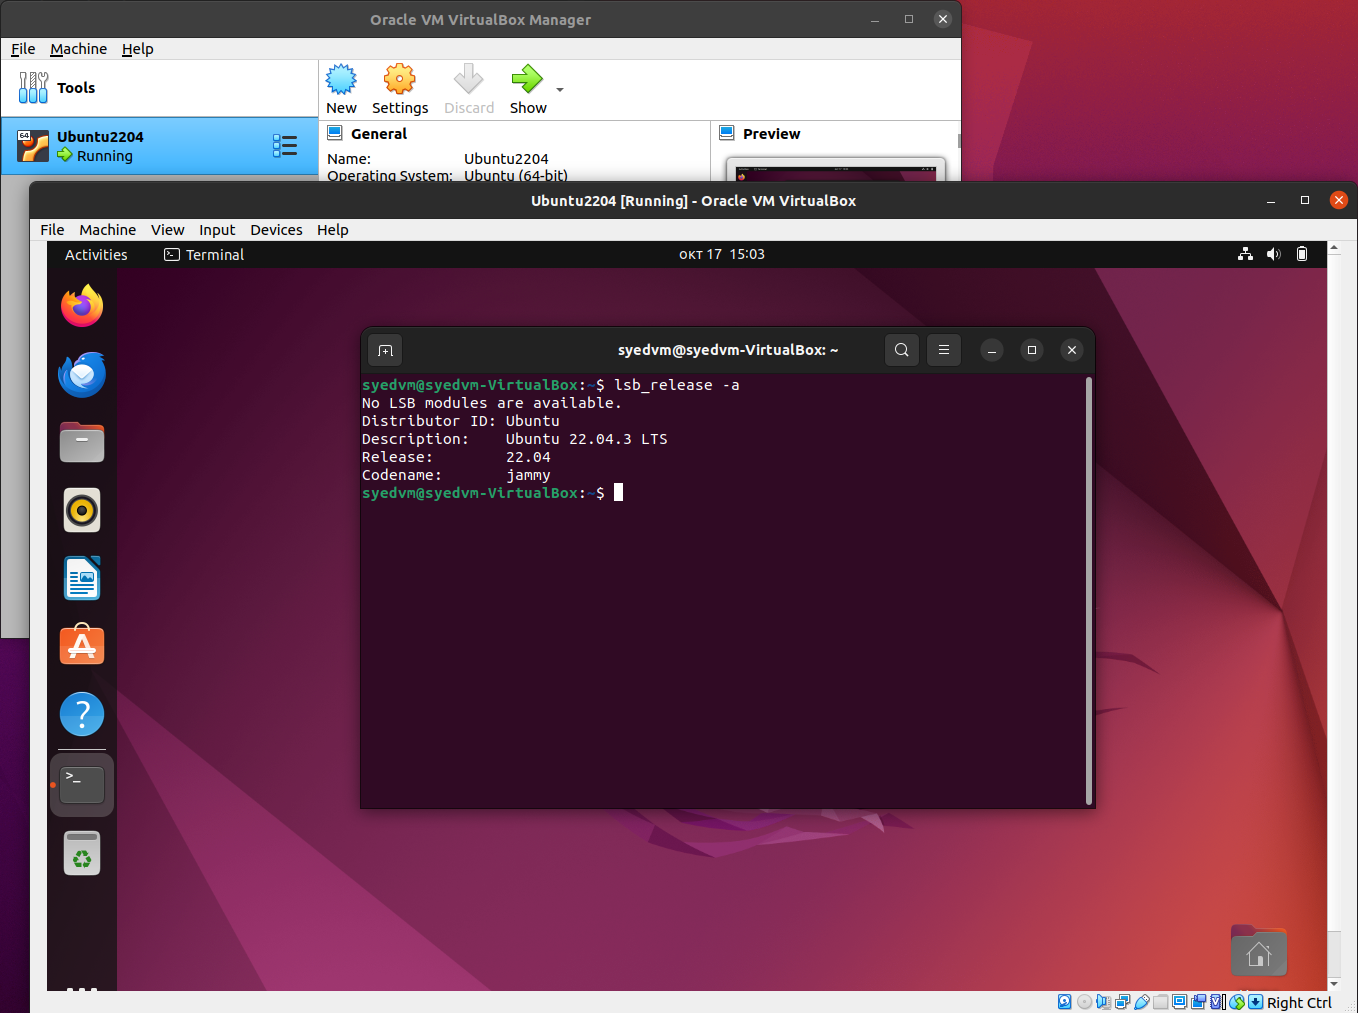 Oracle VM VirtualBox Manager
File Machine Help
Tools
New Settings Discard Show
64
Ubuntu2204
Running
General
Name: Ubuntu2204
Operating System: Ubuntu (64-bit)
Preview
Ubuntu2204 [Running] - Oracle VM VirtualBox
File Machine View Input Devices Help
Activities Terminal окт 17 15:03
syedvm@syedvm-VirtualBox: ~
syedvm@syedvm-VirtualBox:~$ lsb_release -a
No LSB modules are available.
Distributor ID: Ubuntu
Description: Ubuntu 22.04.3 LTS
Release: 22.04
Codename: jammy
syedvm@syedvm-VirtualBox:~$
Right Ctrl